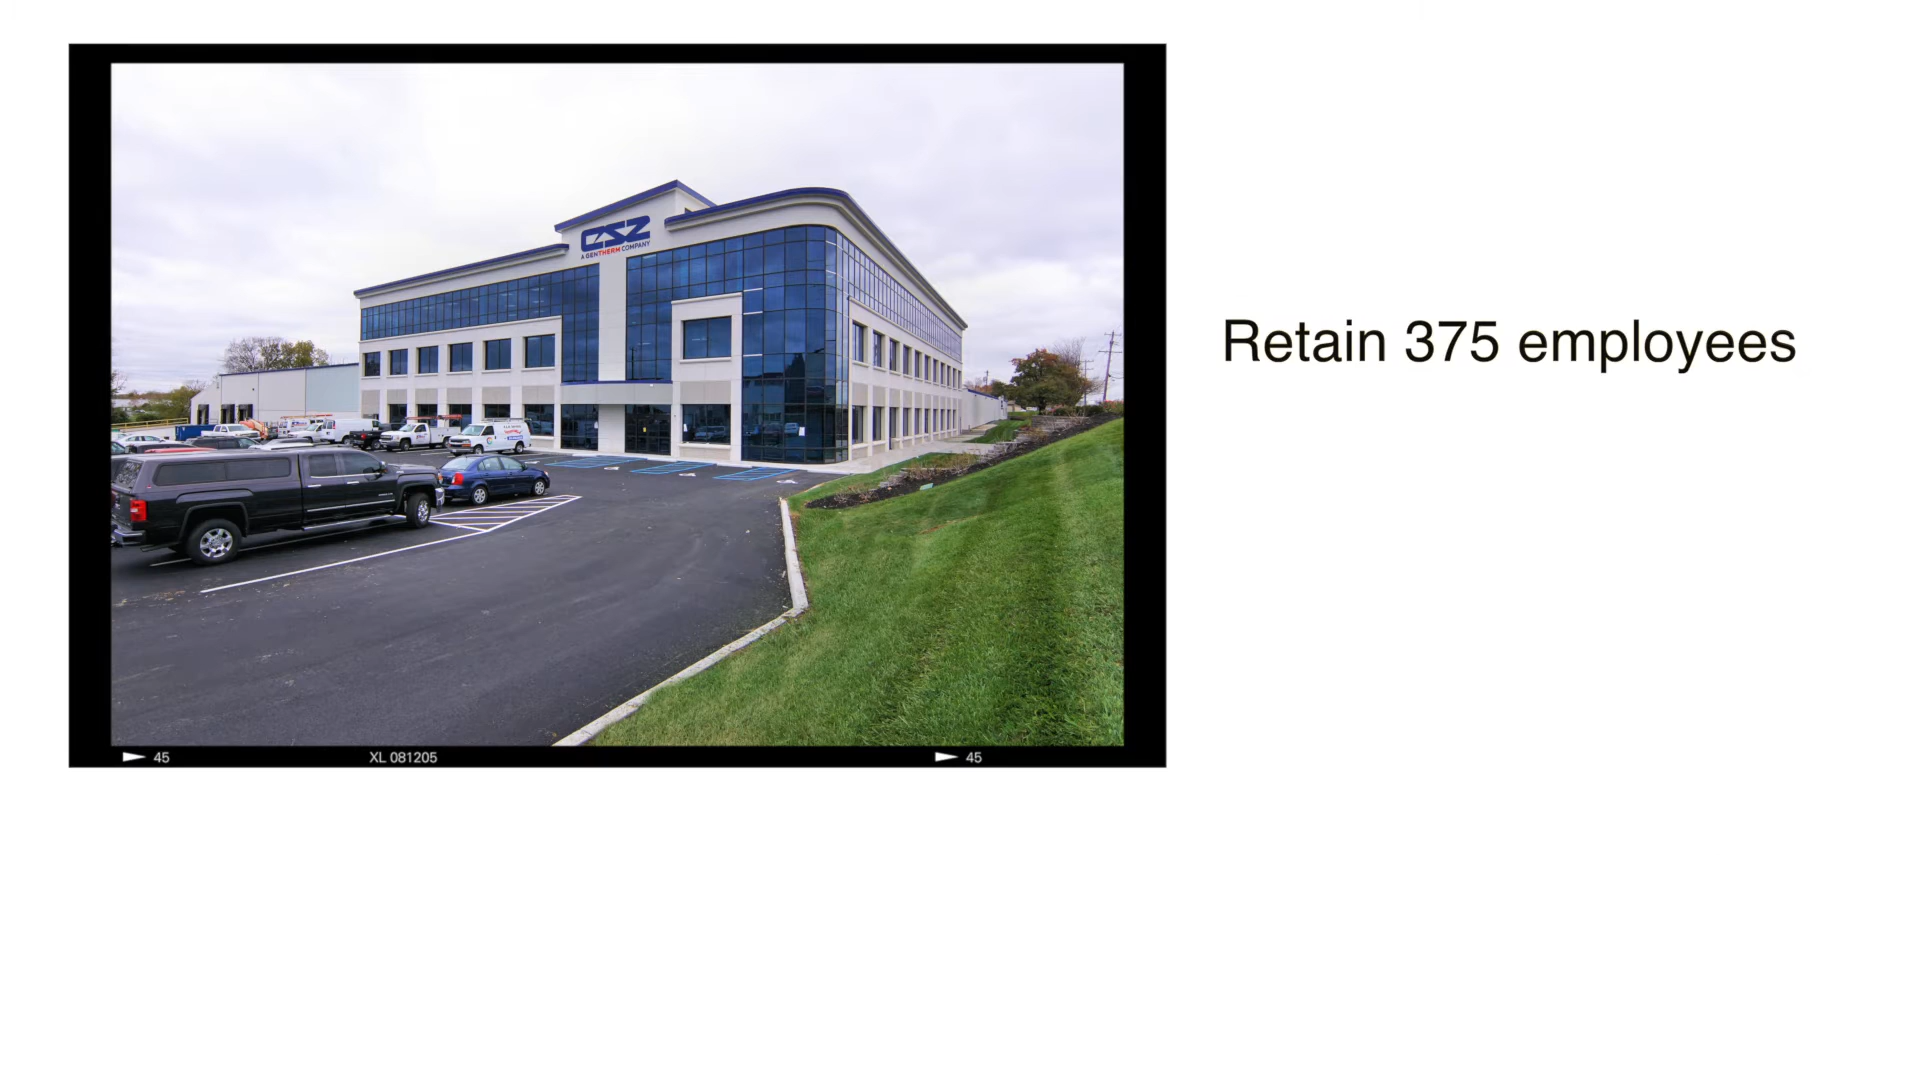 CSZ
A GENTHERM COMPANY
Retain 375 employees
45
XL 081205
45